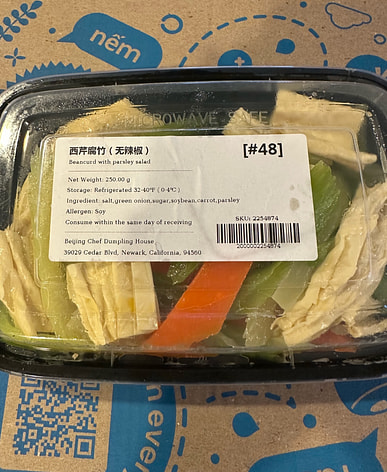 nếm
MICROWAVE SAFE
西芹腐竹（无辣椒）
[#48]
Beancurd with parsley salad
Net Weight: 250.00 g
Storage: Refrigerated 32-40°F ( 0-4°C )
Ingredient: salt,green onion,sugar,soybean,carrot,parsley
Allergen: Soy
Consume within the same day of receiving
SKU: 2254874
2000002254874
Beijing Chef Dumpling House
39029 Cedar Blvd, Newark, California, 94560